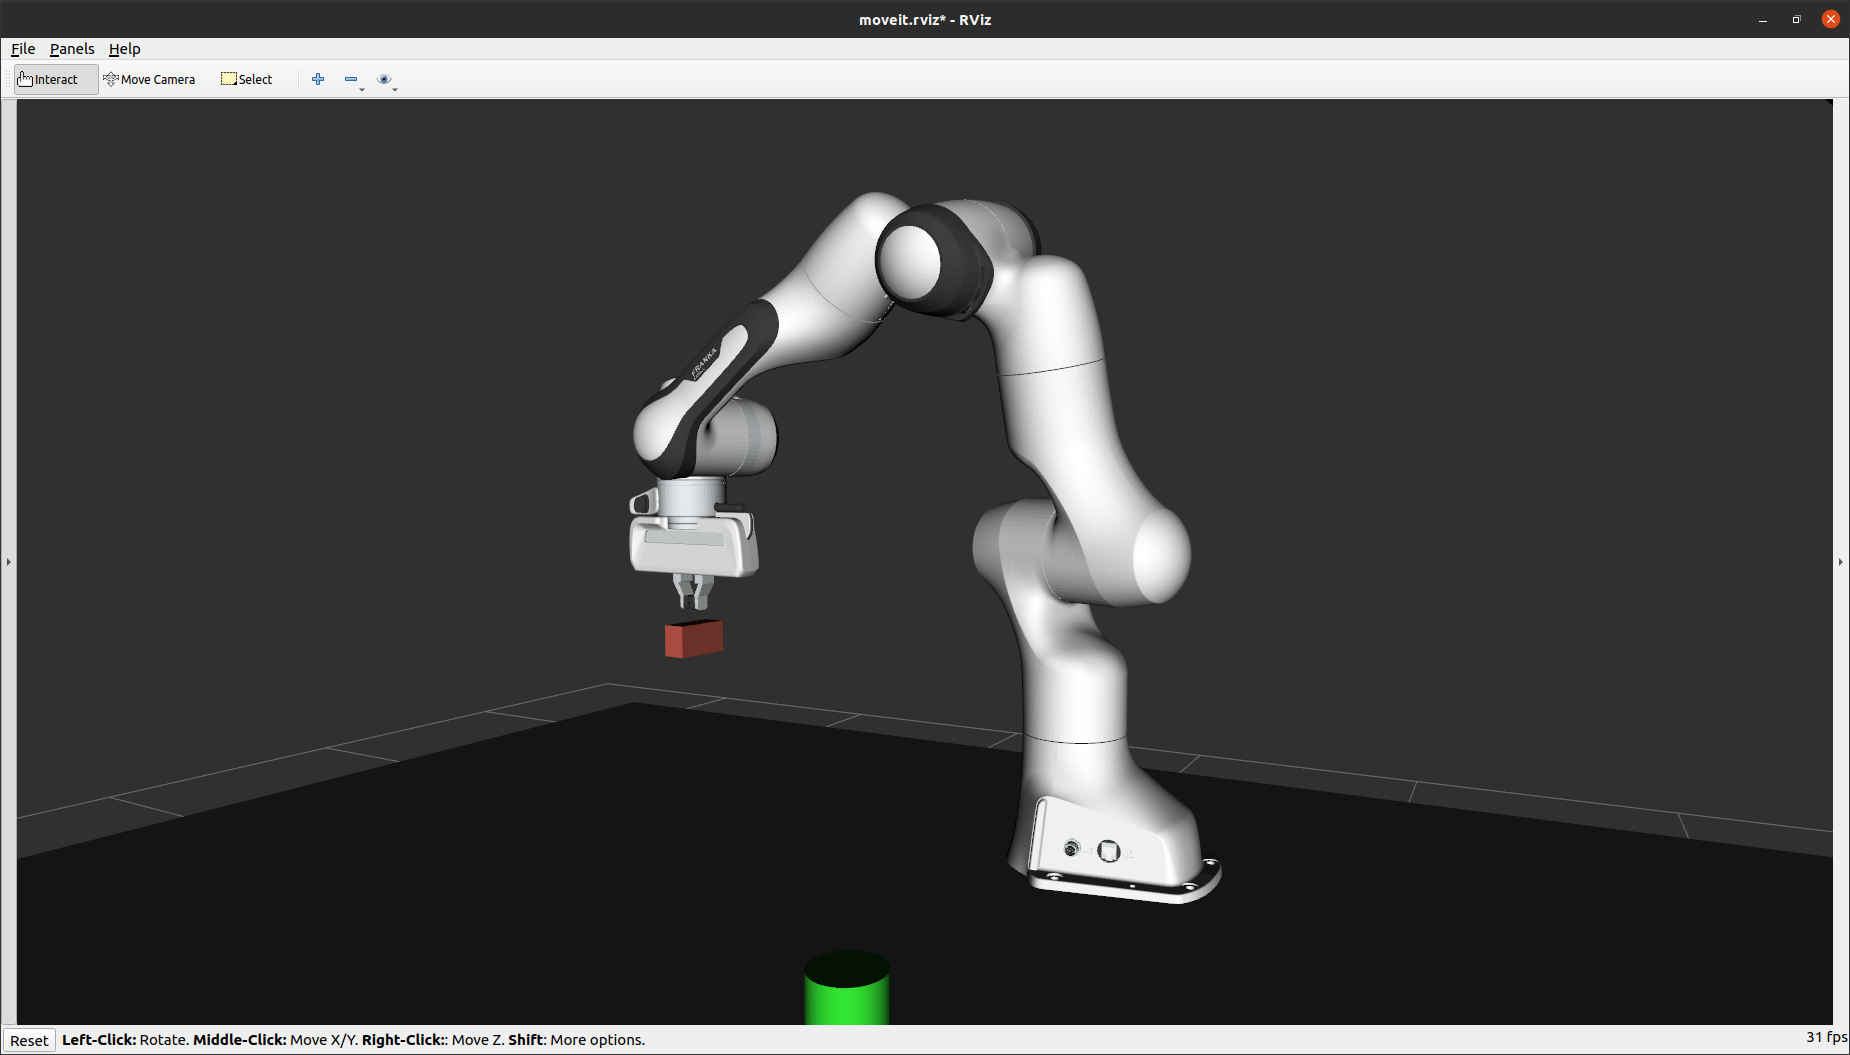 moveit.rviz* - RViz
File Panels Help
Interact Move Camera Select
FRANKA
Reset Left-Click: Rotate. Middle-Click: Move X/Y. Right-Click:: Move Z. Shift: More options. 31 fps